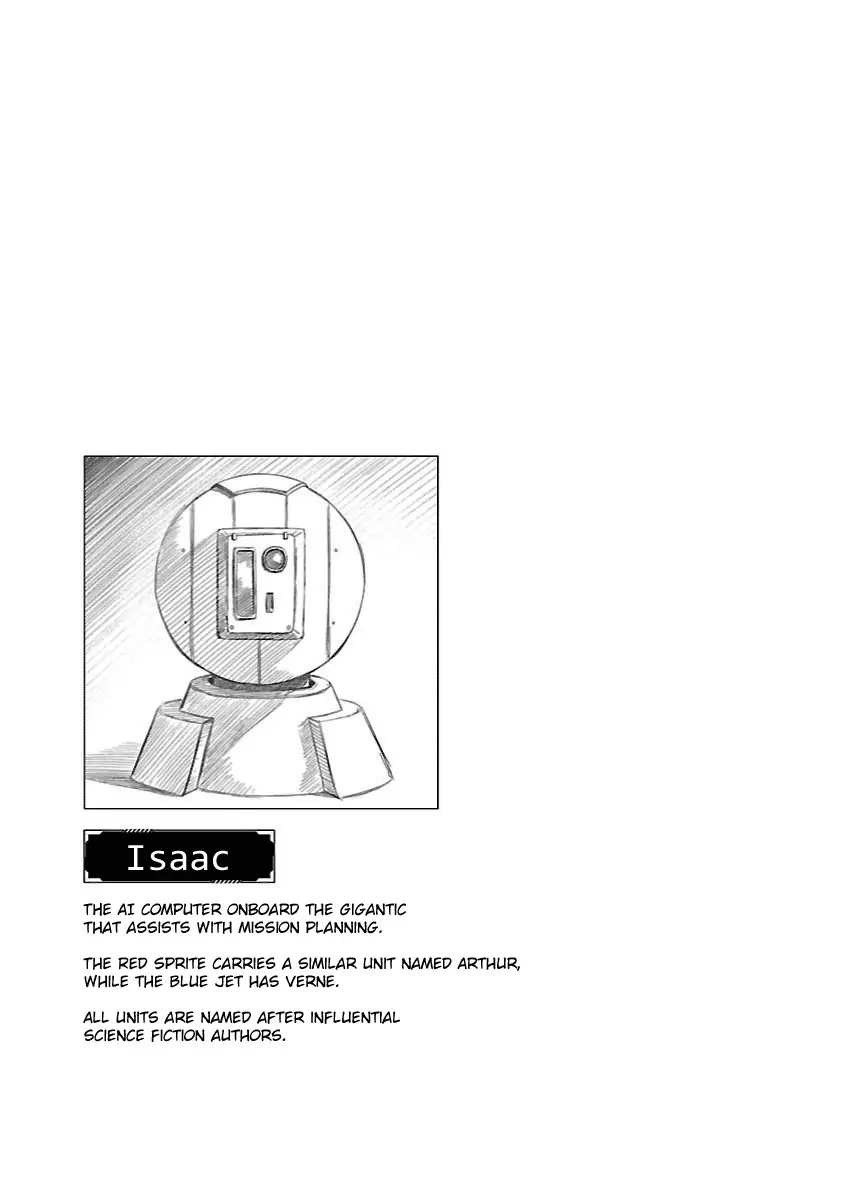 Isaac
THE AI COMPUTER ONBOARD THE GIGANTIC
THAT ASSISTS WITH MISSION PLANNING.
THE RED SPRITE CARRIES A SIMILAR UNIT NAMED ARTHUR,
WHILE THE BLUE JET HAS VERNE.
ALL UNITS ARE NAMED AFTER INFLUENTIAL
SCIENCE FICTION AUTHORS.